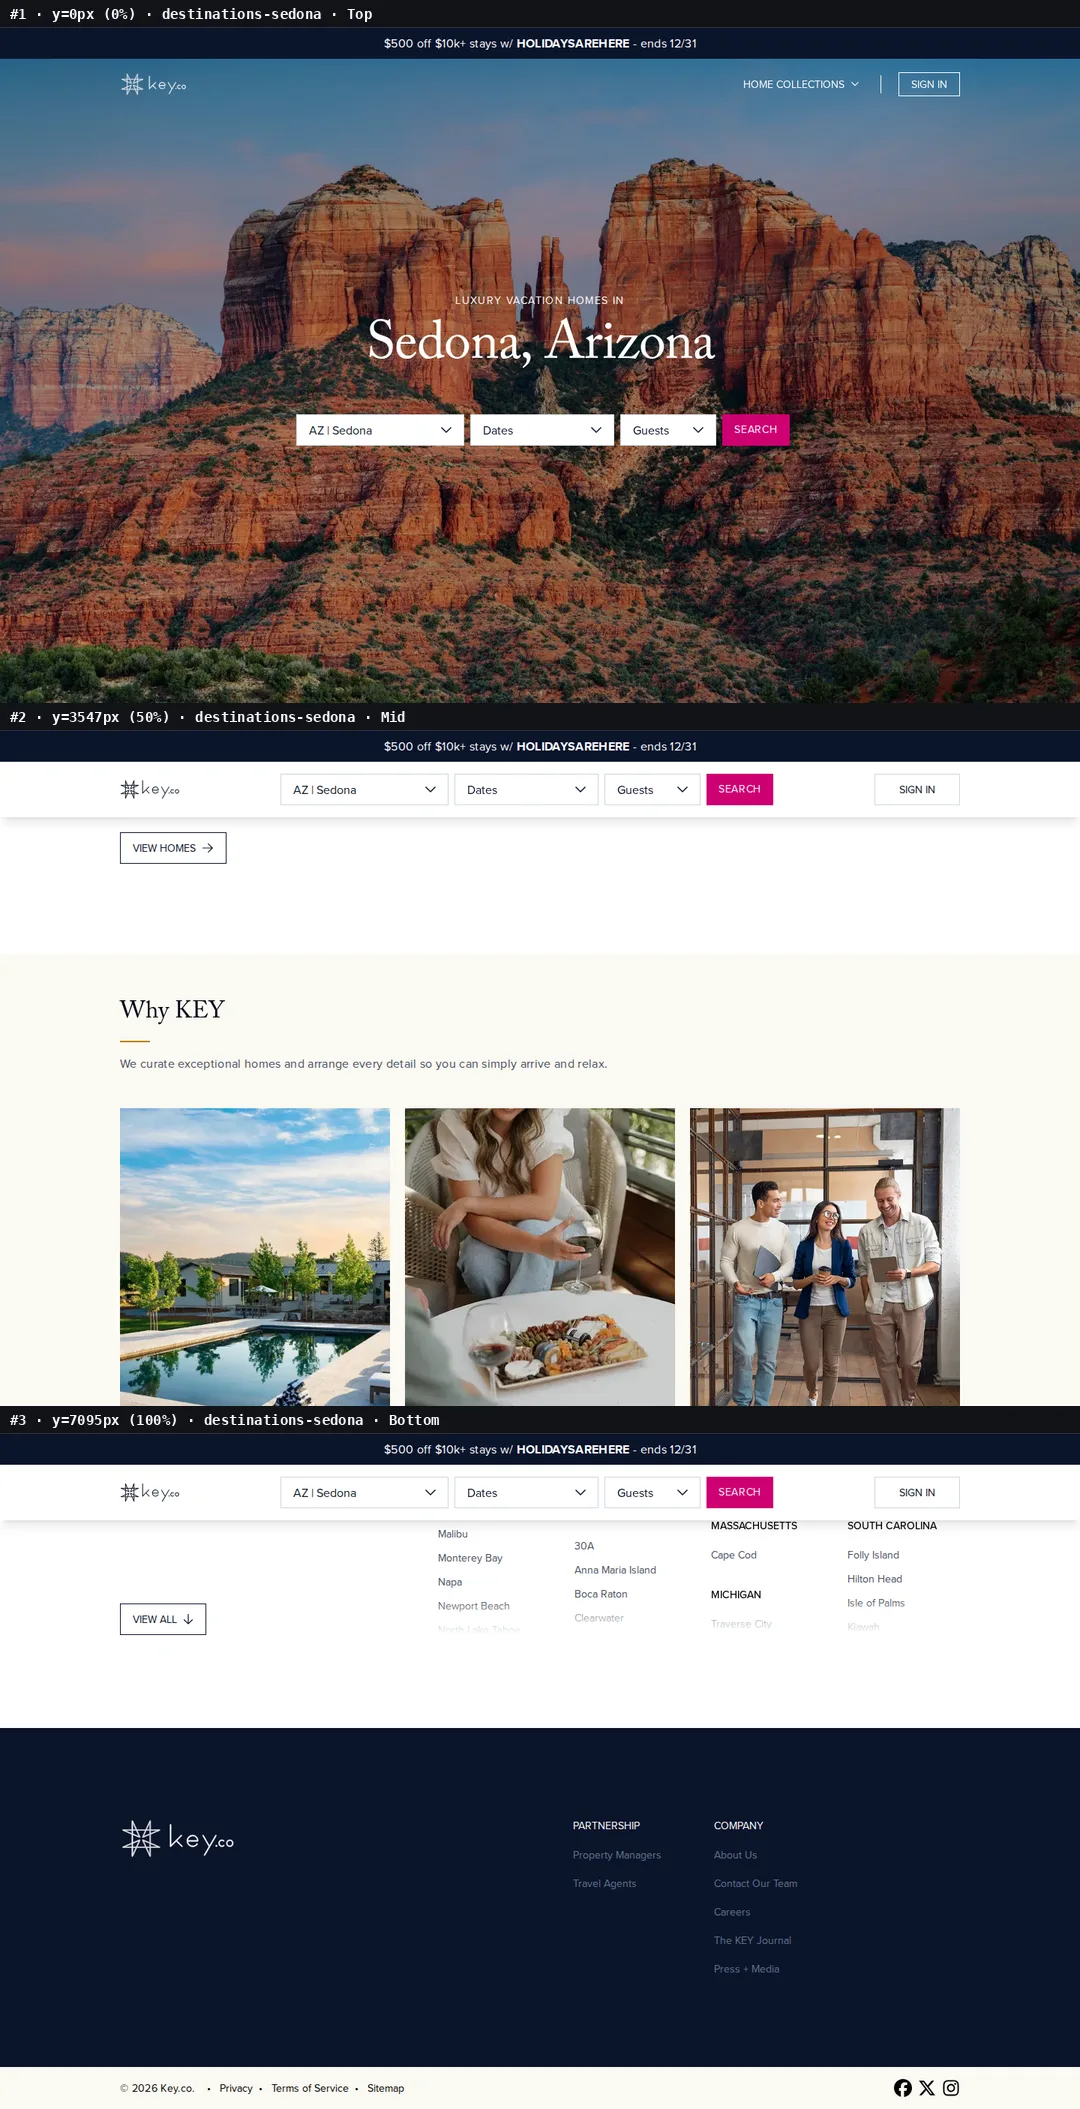 #1 · y=0px (0%) · destinations-sedona · Top
$500 off $10k+ stays w/ HOLIDAYSAREHERE - ends 12/31
key.co
HOME COLLECTIONS
SIGN IN
LUXURY VACATION HOMES IN
Sedona, Arizona
AZ | Sedona
Dates
Guests
SEARCH
#2 · y=3547px (50%) · destinations-sedona · Mid
$500 off $10k+ stays w/ HOLIDAYSAREHERE - ends 12/31
key.co
AZ | Sedona
Dates
Guests
SEARCH
SIGN IN
VIEW HOMES
Why KEY
We curate exceptional homes and arrange every detail so you can simply arrive and relax.
#3 · y=7095px (100%) · destinations-sedona · Bottom
$500 off $10k+ stays w/ HOLIDAYSAREHERE - ends 12/31
key.co
AZ | Sedona
Dates
Guests
SEARCH
SIGN IN
VIEW ALL
Malibu
Monterey Bay
Napa
Newport Beach
North Lake Tahoe
30A
Anna Maria Island
Boca Raton
Clearwater
MASSACHUSETTS
Cape Cod
MICHIGAN
Traverse City
SOUTH CAROLINA
Folly Island
Hilton Head
Isle of Palms
Kiawah
key.co
PARTNERSHIP
Property Managers
Travel Agents
COMPANY
About Us
Contact Our Team
Careers
The KEY Journal
Press + Media
© 2026 Key.co. • Privacy • Terms of Service • Sitemap